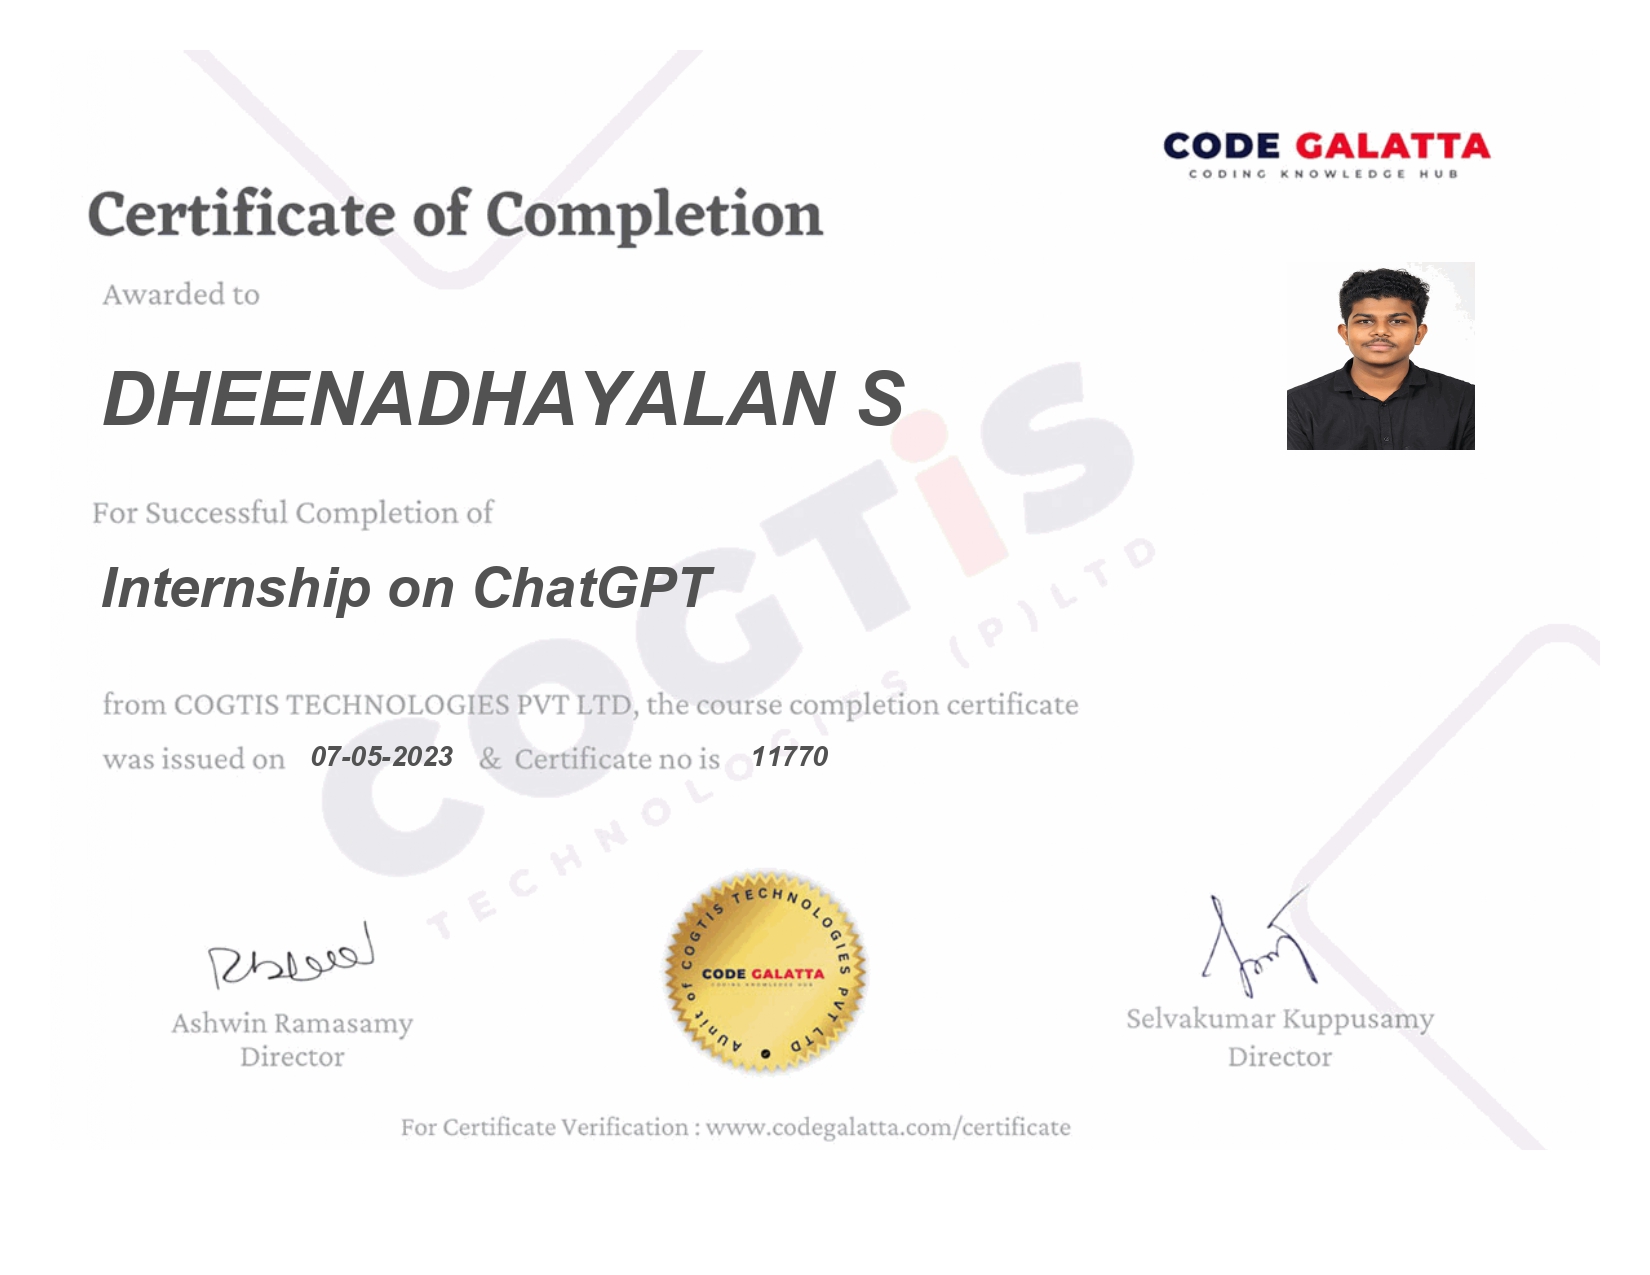 CODE GALATTA
CODING KNOWLEDGE HUB
Certificate of Completion
Awarded to
DHEENADHAYALAN S
For Successful Completion of
Internship on ChatGPT
from COGTIS TECHNOLOGIES PVT LTD, the course completion certificate
was issued on 07-05-2023 & Certificate no is 11770
COGTiS
TECHNOLOGIES (P) LTD
Ashwin Ramasamy
Director
A Unit of COGTIS TECHNOLOGIES PVT LTD
CODE GALATTA
CODING KNOWLEDGE HUB
Selvakumar Kuppusamy
Director
For Certificate Verification : www.codegalatta.com/certificate